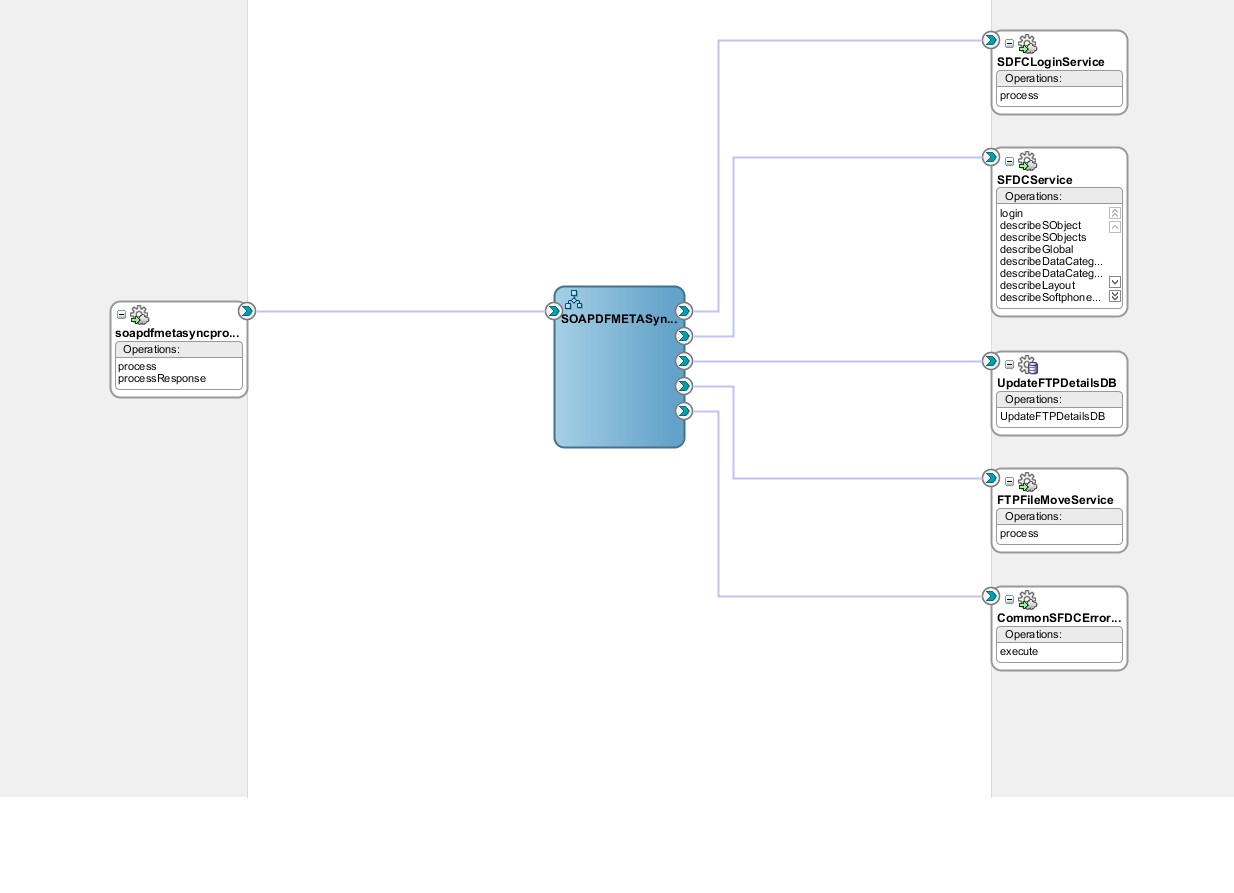 soapdfmetasyncpro...
Operations:
process
processResponse
SOAPDFMETASyn...
SDFCLoginService
Operations:
process
SFDCService
Operations:
login
describeSObject
describeSObjects
describeGlobal
describeDataCateg...
describeDataCateg...
describeLayout
describeSoftphone...
UpdateFTPDetailsDB
Operations:
UpdateFTPDetailsDB
FTPFileMoveService
Operations:
process
CommonSFDCError...
Operations:
execute